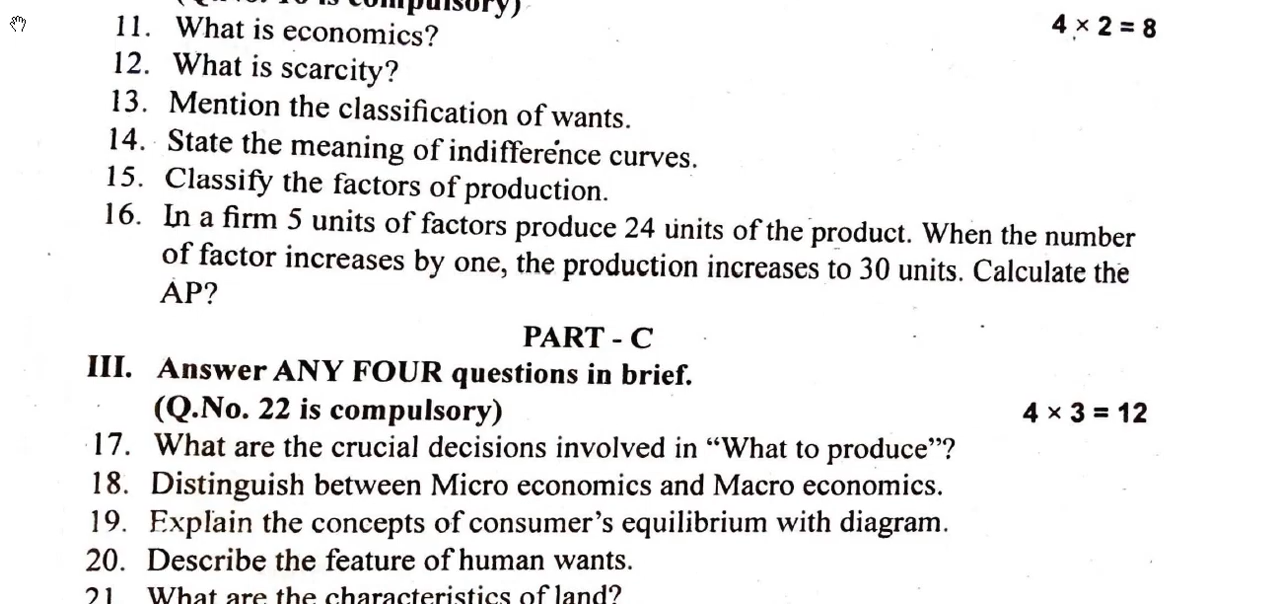 (Q.No. 16 is compulsory)
4 × 2 = 8
11. What is economics?
12. What is scarcity?
13. Mention the classification of wants.
14. State the meaning of indifference curves.
15. Classify the factors of production.
16. In a firm 5 units of factors produce 24 units of the product. When the number
of factor increases by one, the production increases to 30 units. Calculate the
AP?
PART - C
III. Answer ANY FOUR questions in brief.
(Q.No. 22 is compulsory)
4 × 3 = 12
17. What are the crucial decisions involved in “What to produce”?
18. Distinguish between Micro economics and Macro economics.
19. Explain the concepts of consumer’s equilibrium with diagram.
20. Describe the feature of human wants.
21. What are the characteristics of land?